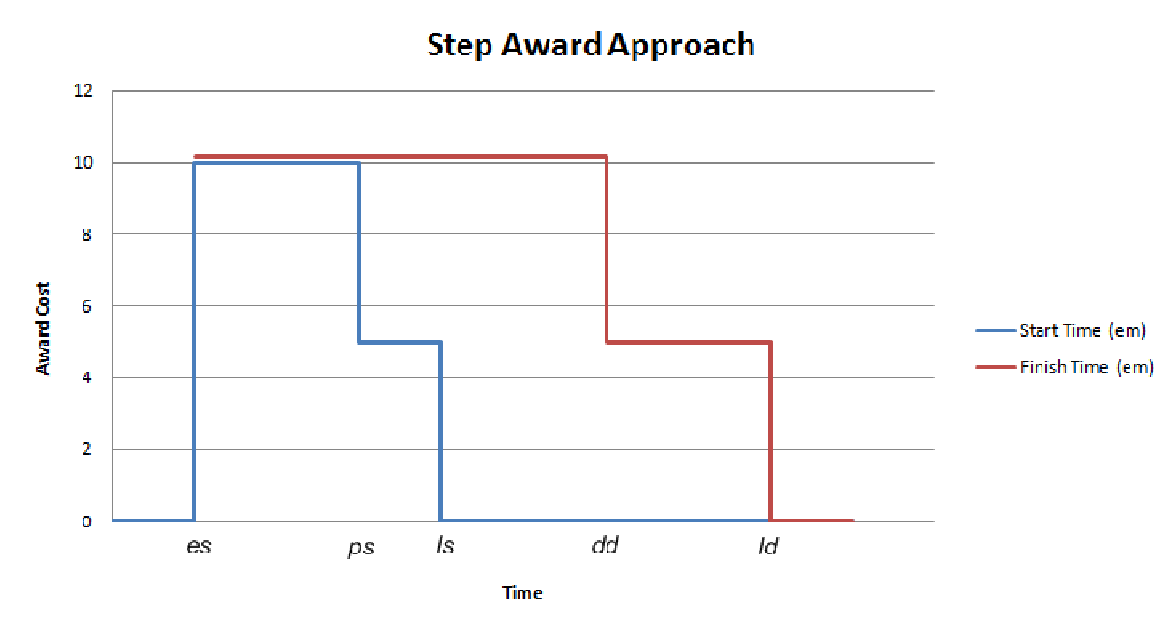 Step Award Approach
12
10
8
6
4
2
0
Award Cost
es ps ls dd ld
Time
Start Time (em)
Finish Time (em)